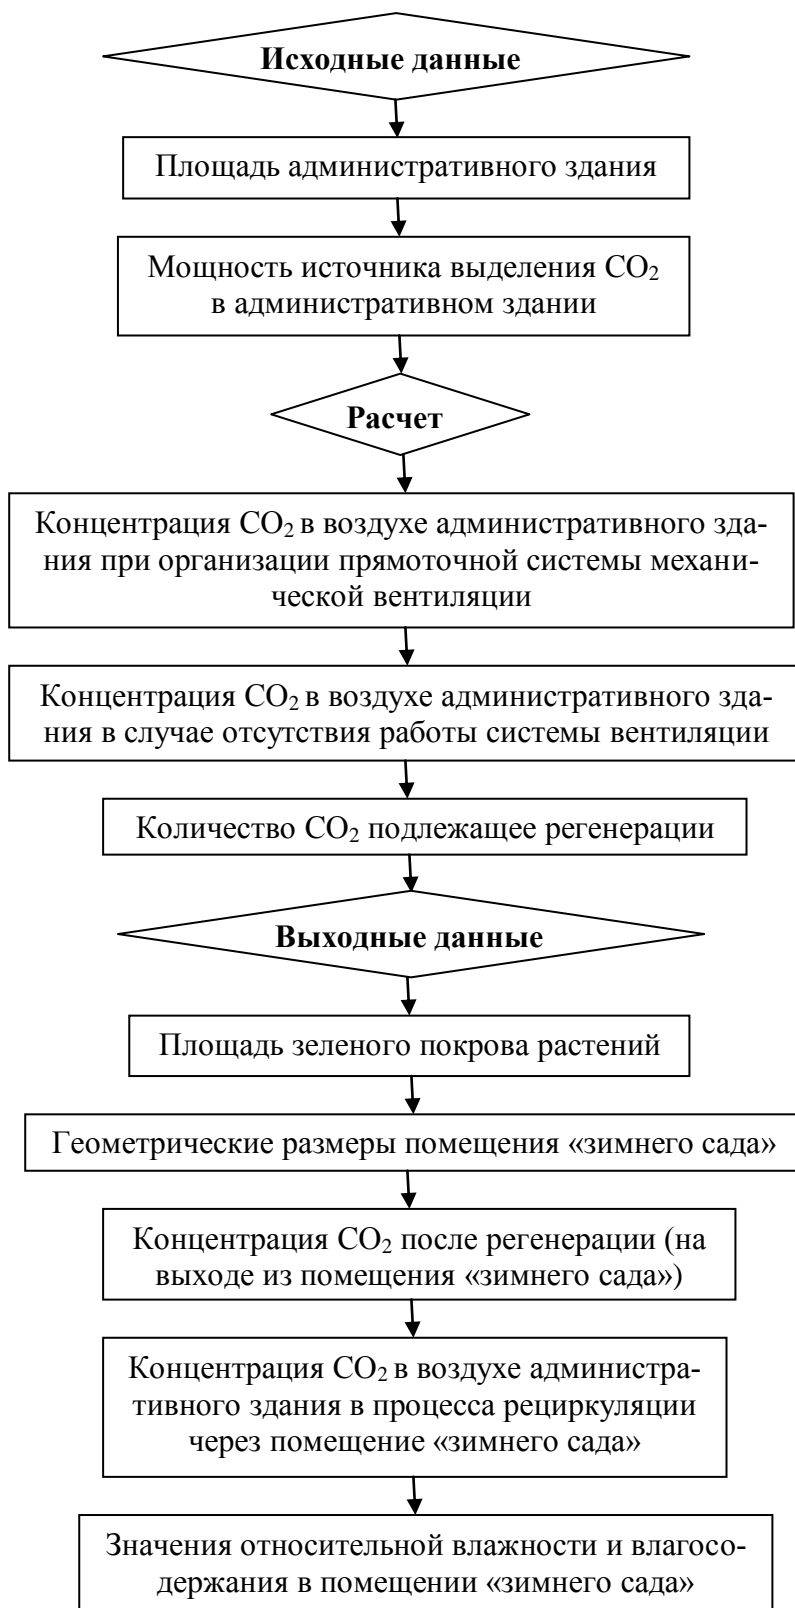 Исходные данные
Площадь административного здания
Мощность источника выделения CO₂
в административном здании
Расчет
Концентрация CO₂ в воздухе административного зда-
ния при организации прямоточной системы механи-
ческой вентиляции
Концентрация CO₂ в воздухе административного зда-
ния в случае отсутствия работы системы вентиляции
Количество CO₂ подлежащее регенерации
Выходные данные
Площадь зеленого покрова растений
Геометрические размеры помещения «зимнего сада»
Концентрация CO₂ после регенерации (на
выходе из помещения «зимнего сада»)
Концентрация CO₂ в воздухе администра-
тивного здания в процесса рециркуляции
через помещение «зимнего сада»
Значения относительной влажности и влагосо-
держания в помещении «зимнего сада»